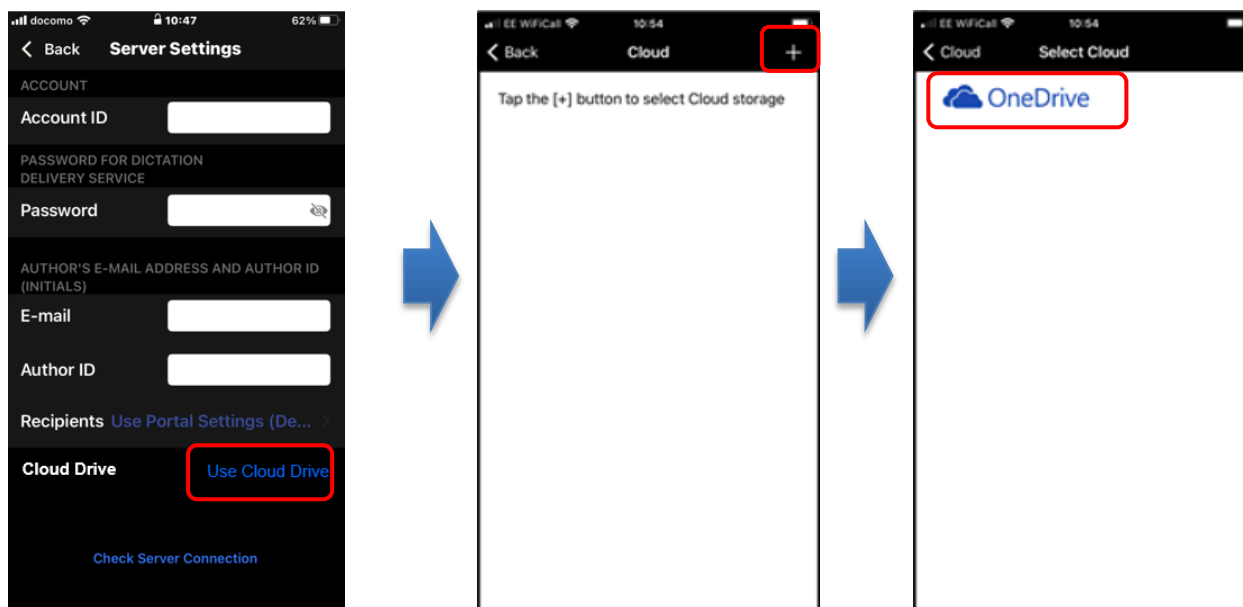 docomo 10:47 62%
Back Server Settings
ACCOUNT
Account ID
PASSWORD FOR DICTATION
DELIVERY SERVICE
Password
AUTHOR'S E-MAIL ADDRESS AND AUTHOR ID
(INITIALS)
E-mail
Author ID
Recipients Use Portal Settings (De...
Cloud Drive Use Cloud Drive
Check Server Connection
EE WiFiCall 10:54
Back Cloud +
Tap the [+] button to select Cloud storage
EE WiFiCall 10:54
Cloud Select Cloud
OneDrive